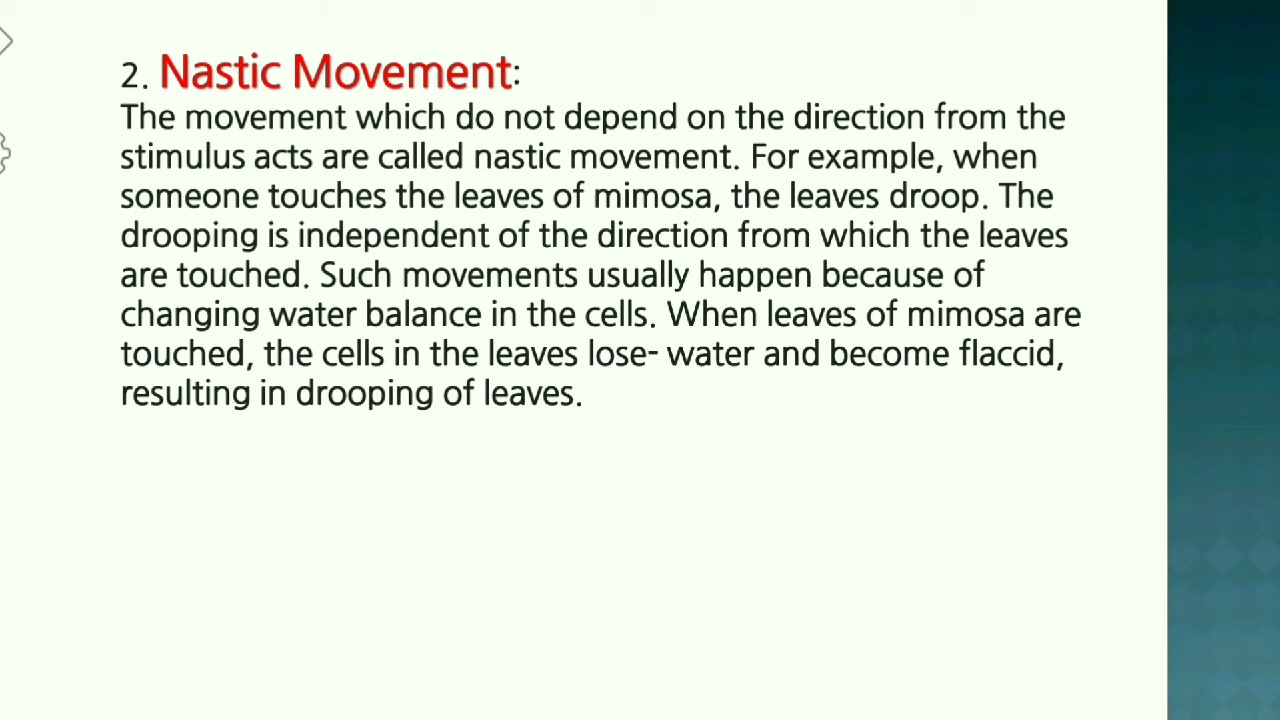 2. Nastic Movement:
The movement which do not depend on the direction from the
stimulus acts are called nastic movement. For example, when
someone touches the leaves of mimosa, the leaves droop. The
drooping is independent of the direction from which the leaves
are touched. Such movements usually happen because of
changing water balance in the cells. When leaves of mimosa are
touched, the cells in the leaves lose- water and become flaccid,
resulting in drooping of leaves.